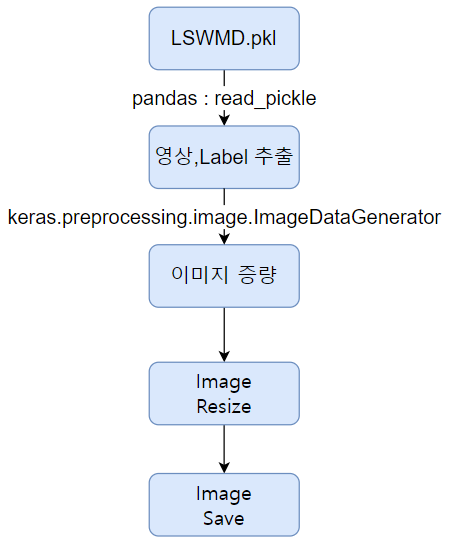 LSWMD.pkl
pandas : read_pickle
영상,Label 추출
keras.preprocessing.image.ImageDataGenerator
이미지 증량
Image
Resize
Image
Save